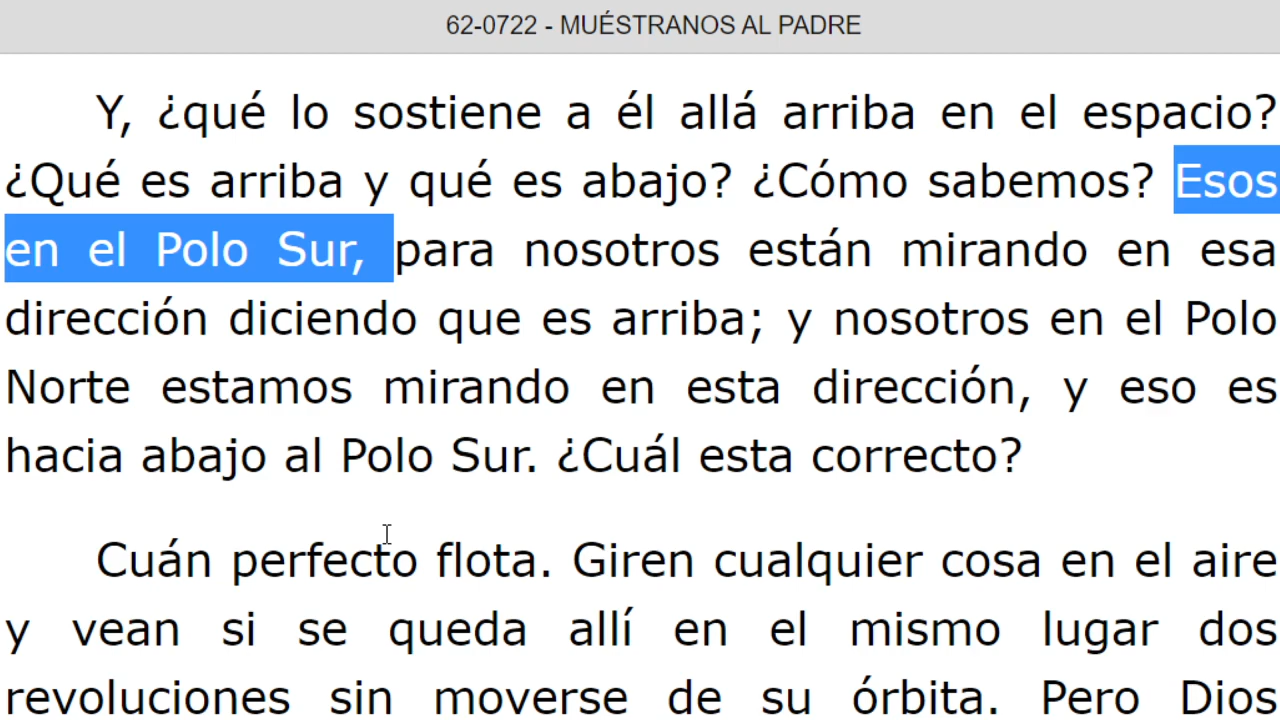 62-0722 - MUÉSTRANOS AL PADRE
Y, ¿qué lo sostiene a él allá arriba en el espacio?
¿Qué es arriba y qué es abajo? ¿Cómo sabemos? Esos
en el Polo Sur, para nosotros están mirando en esa
dirección diciendo que es arriba; y nosotros en el Polo
Norte estamos mirando en esta dirección, y eso es
hacia abajo al Polo Sur. ¿Cuál esta correcto?
Cuán perfecto flota. Giren cualquier cosa en el aire
y vean si se queda allí en el mismo lugar dos
revoluciones sin moverse de su órbita. Pero Dios